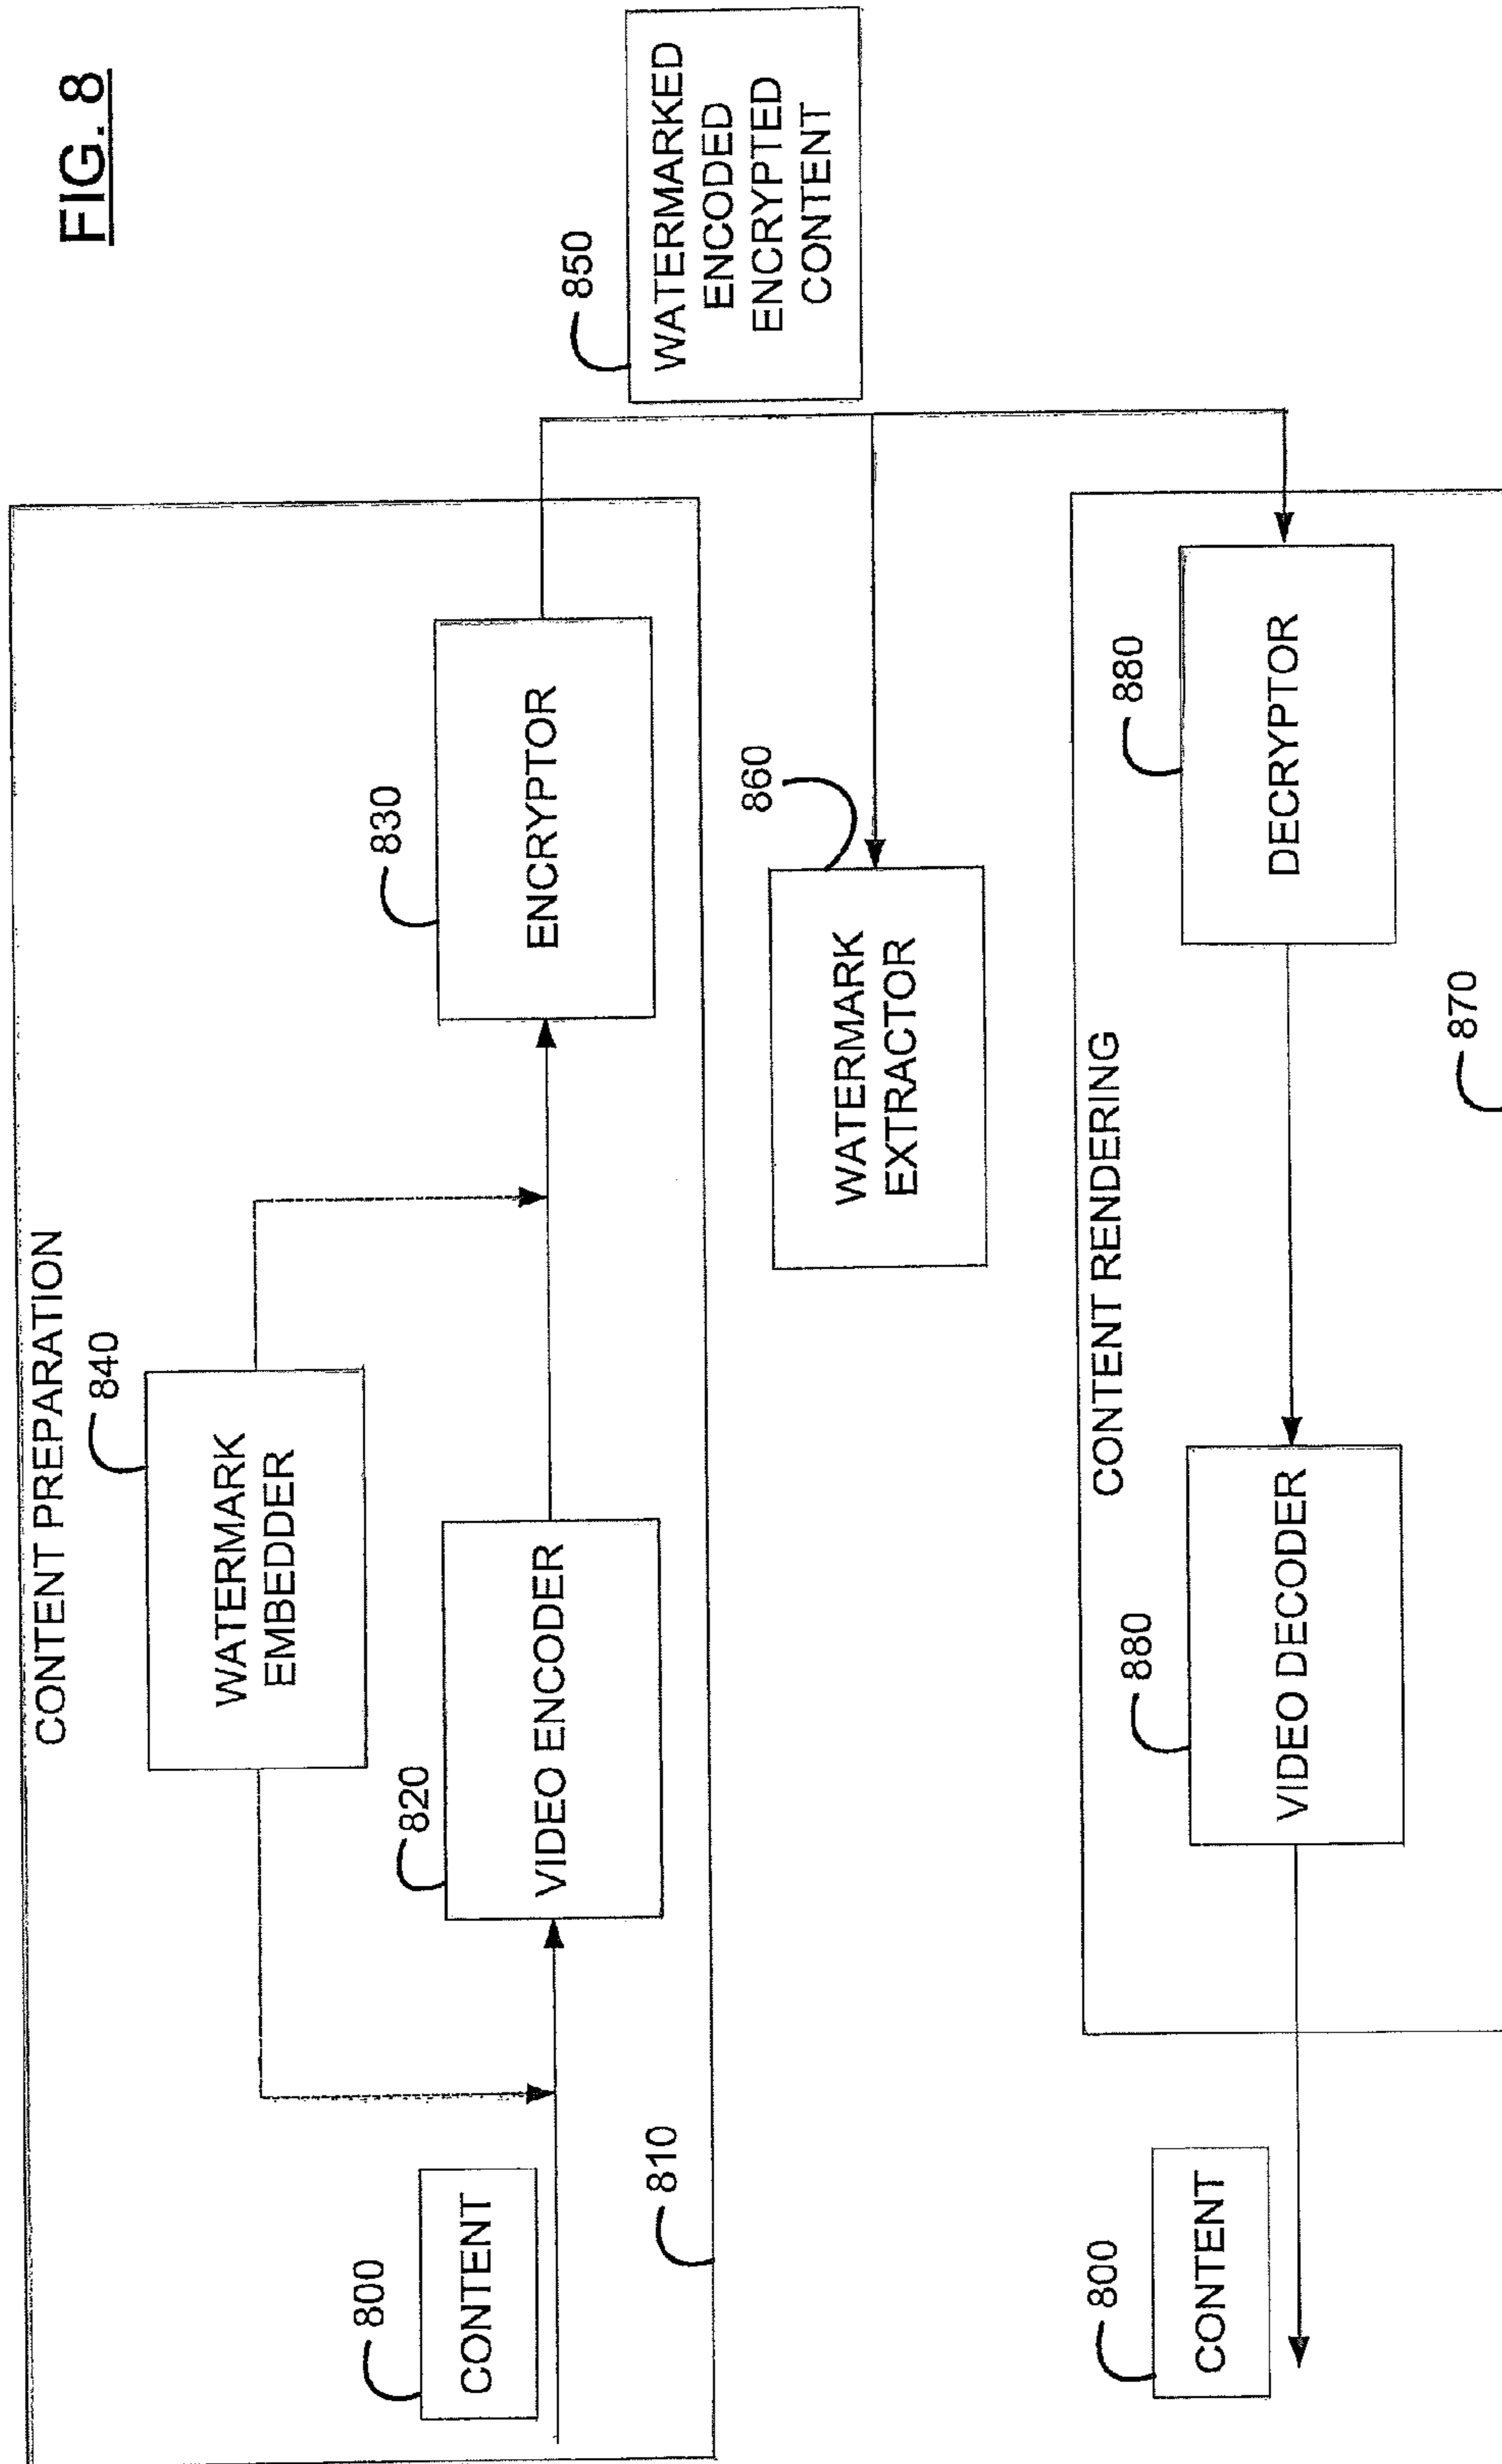 FIG. 8
CONTENT PREPARATION
840
WATERMARK
EMBEDDER
800
CONTENT
820
VIDEO ENCODER
830
ENCRYPTOR
810
850
WATERMARKED
ENCODED
ENCRYPTED
CONTENT
860
WATERMARK
EXTRACTOR
CONTENT RENDERING
800
CONTENT
880
VIDEO DECODER
880
DECRYPTOR
870